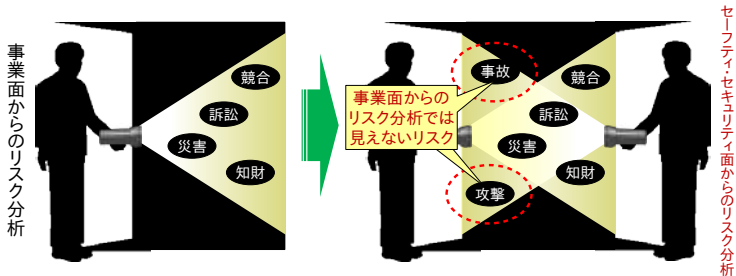 事業面からのリスク分析
競合
訴訟
災害
知財
事故
競合
事業面からの
リスク分析では
見えないリスク
訴訟
災害
知財
攻撃
セーフティ・セキュリティ面からのリスク分析